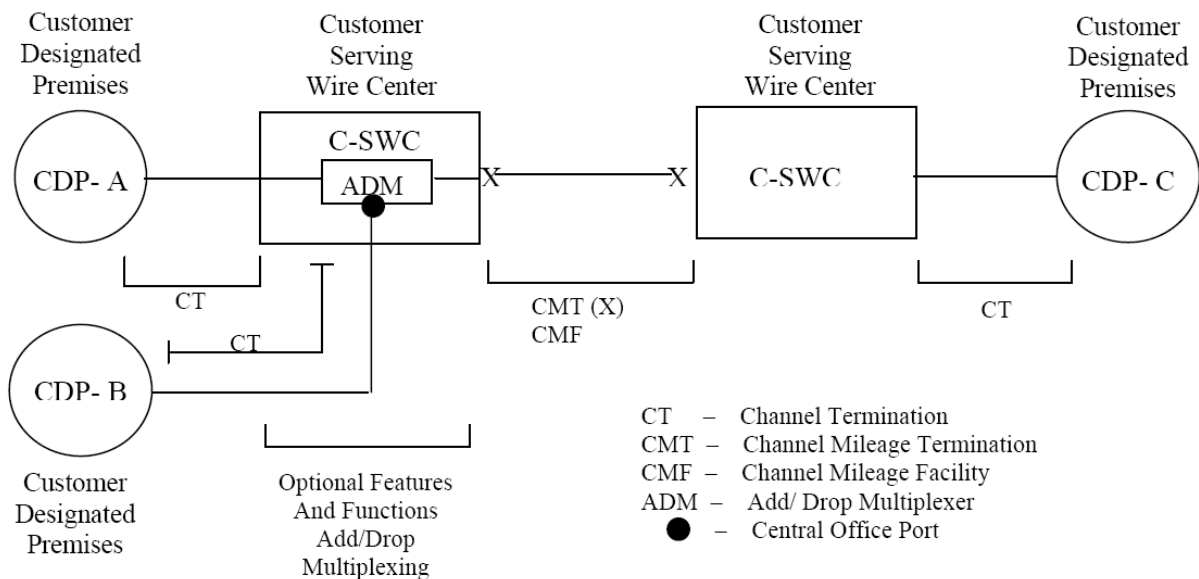 Customer
Designated
Premises
Customer
Serving
Wire Center
Customer
Serving
Wire Center
Customer
Designated
Premises
CDP- A
C-SWC
ADM
X
X
C-SWC
CDP- C
CT
CT
CMT (X)
CMF
CT
CDP- B
Customer
Designated
Premises
Optional Features
And Functions
Add/Drop
Multiplexing
CT – Channel Termination
CMT – Channel Mileage Termination
CMF – Channel Mileage Facility
ADM – Add/ Drop Multiplexer
● – Central Office Port